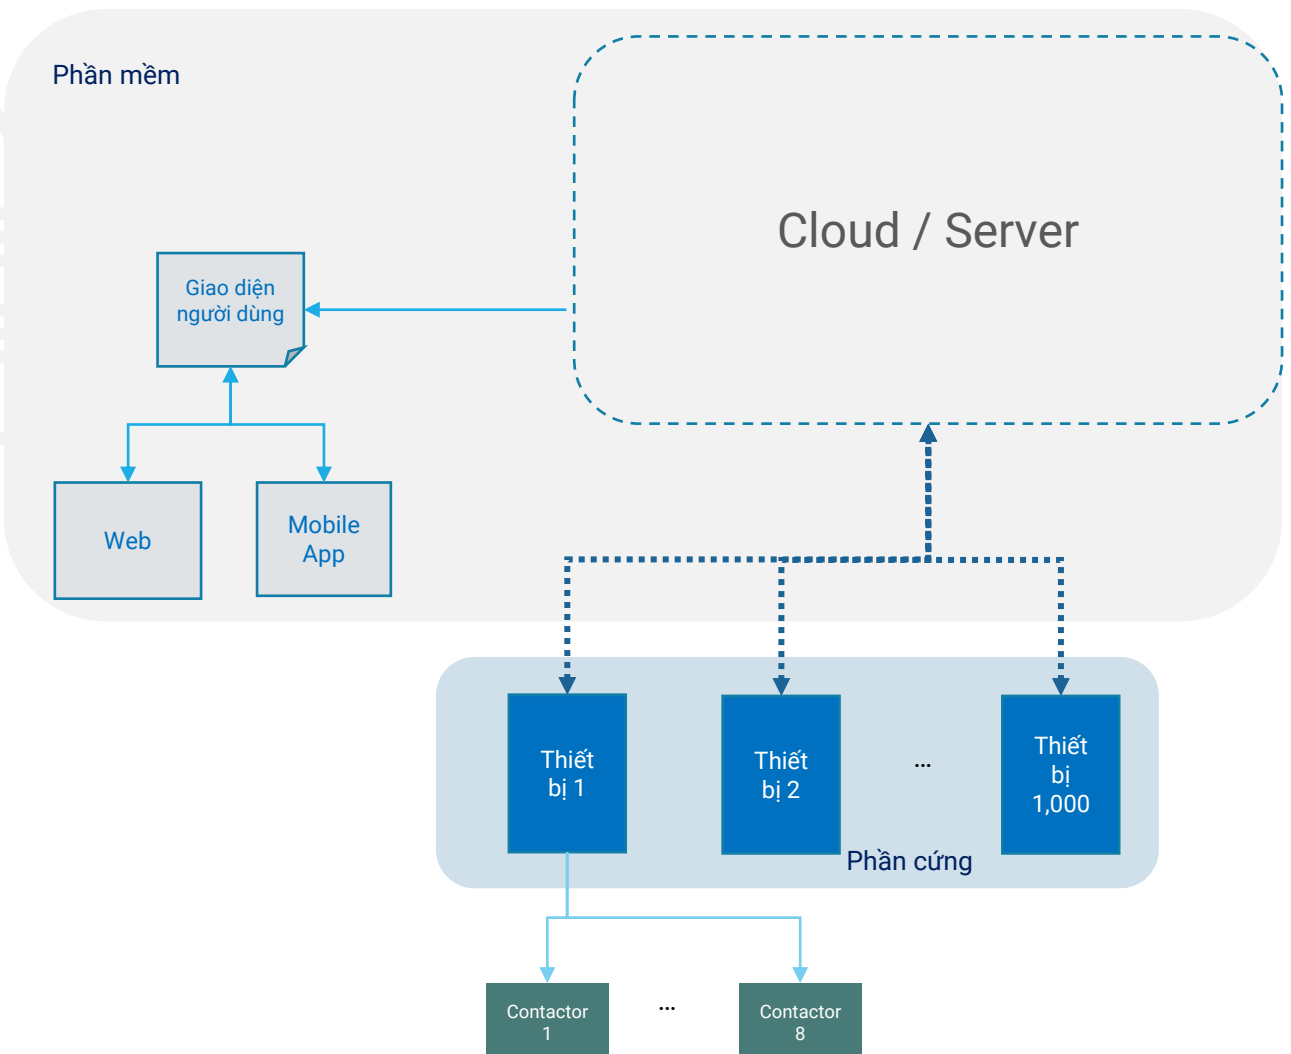 Phần mềm
Cloud / Server
Giao diện
người dùng
Web
Mobile
App
Thiết
bị 1
Thiết
bị 2
...
Thiết
bị
1,000
Phần cứng
Contactor
1
...
Contactor
8